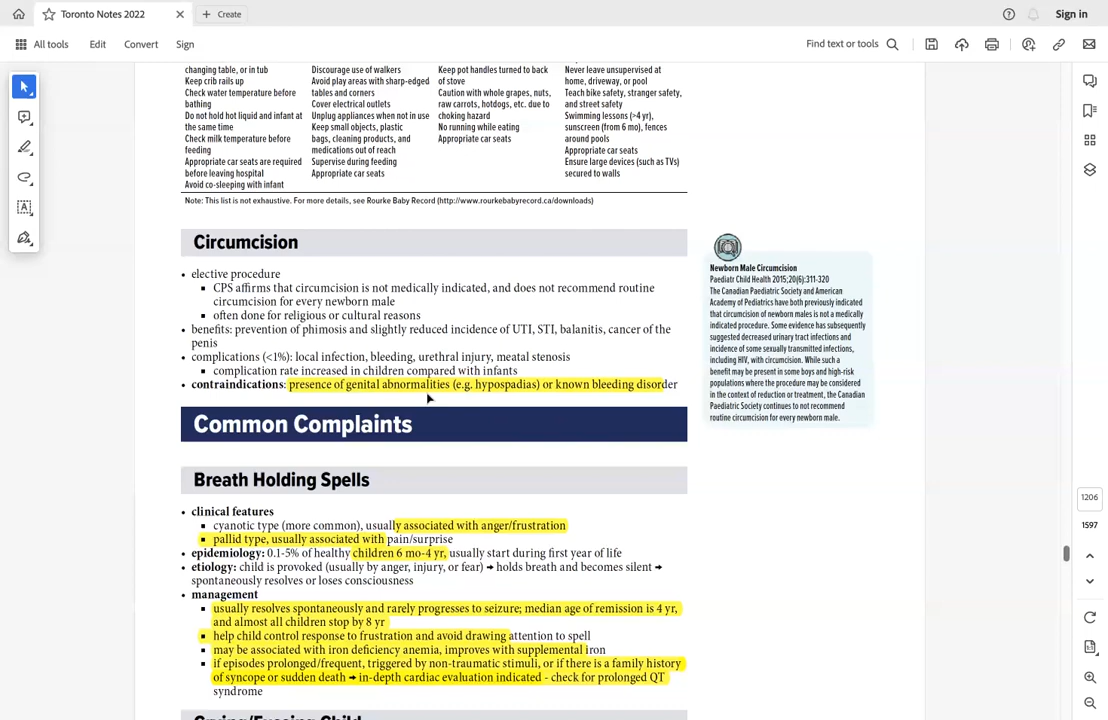 Toronto Notes 2022
Create
Sign in
All tools
Edit
Convert
Sign
Find text or tools
changing table, or in tub
Keep crib rails up
Check water temperature before
bathing
Do not hold hot liquid and infant at
the same time
Check milk temperature before
feeding
Appropriate car seats are required
before leaving hospital
Avoid co-sleeping with infant
Discourage use of walkers
Avoid play areas with sharp-edged
tables and corners
Cover electrical outlets
Unplug appliances when not in use
Keep small objects, plastic
bags, cleaning products, and
medications out of reach
Supervise during feeding
Appropriate car seats
Keep pot handles turned to back
of stove
Caution with whole grapes, nuts,
raw carrots, hotdogs, etc. due to
choking hazard
No running while eating
Appropriate car seats
Never leave unsupervised at
home, driveway, or pool
Teach bike safety, stranger safety,
and street safety
Swimming lessons (>4 yr),
sunscreen (from 6 mo), fences
around pools
Appropriate car seats
Ensure large devices (such as TVs)
secured to walls
Note: This list is not exhaustive. For more details, see Rourke Baby Record (http://www.rourkebabyrecord.ca/downloads)
Circumcision
• elective procedure
▪ CPS affirms that circumcision is not medically indicated, and does not recommend routine
circumcision for every newborn male
▪ often done for religious or cultural reasons
• benefits: prevention of phimosis and slightly reduced incidence of UTI, STI, balanitis, cancer of the
penis
• complications (<1%): local infection, bleeding, urethral injury, meatal stenosis
▪ complication rate increased in children compared with infants
• contraindications: presence of genital abnormalities (e.g. hypospadias) or known bleeding disorder
Newborn Male Circumcision
Paediatr Child Health 2015;20(6):311-320
The Canadian Paediatric Society and American
Academy of Pediatrics have both previously indicated
that circumcision of newborn males is not a medically
indicated procedure. Some evidence has subsequently
suggested decreased urinary tract infections and
incidence of some sexually transmitted infections,
including HIV, with circumcision. While such a
benefit may be present in some boys and high-risk
populations where the procedure may be considered
in the context of reduction or treatment, the Canadian
Paediatric Society continues to not recommend
routine circumcision for every newborn male.
Common Complaints
Breath Holding Spells
• clinical features
▪ cyanotic type (more common), usually associated with anger/frustration
▪ pallid type, usually associated with pain/surprise
• epidemiology: 0.1-5% of healthy children 6 mo-4 yr, usually start during first year of life
• etiology: child is provoked (usually by anger, injury, or fear) → holds breath and becomes silent →
spontaneously resolves or loses consciousness
• management
▪ usually resolves spontaneously and rarely progresses to seizure; median age of remission is 4 yr,
and almost all children stop by 8 yr
▪ help child control response to frustration and avoid drawing attention to spell
▪ may be associated with iron deficiency anemia, improves with supplemental iron
▪ if episodes prolonged/frequent, triggered by non-traumatic stimuli, or if there is a family history
of syncope or sudden death → in-depth cardiac evaluation indicated - check for prolonged QT
syndrome
Crying/Fussing Child
1206
1597